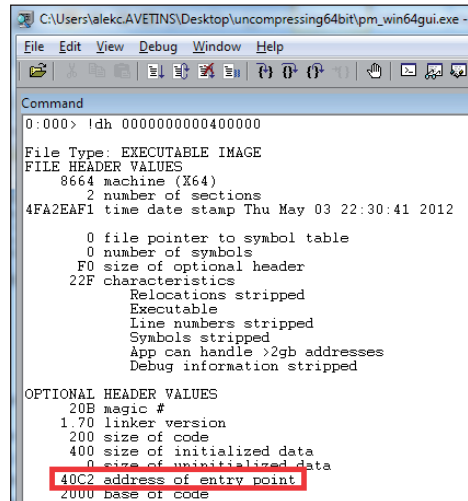 C:\Users\alekc.AVETINS\Desktop\uncompressing64bit\pm_win64gui.exe -
File Edit View Debug Window Help
Command
0:000> !dh 0000000000400000
File Type: EXECUTABLE IMAGE
FILE HEADER VALUES
8664 machine (X64)
2 number of sections
4FA2EAF1 time date stamp Thu May 03 22:30:41 2012
0 file pointer to symbol table
0 number of symbols
F0 size of optional header
22F characteristics
Relocations stripped
Executable
Line numbers stripped
Symbols stripped
App can handle >2gb addresses
Debug information stripped
OPTIONAL HEADER VALUES
20B magic #
1.70 linker version
200 size of code
400 size of initialized data
0 size of uninitialized data
40C2 address of entry point
2000 base of code